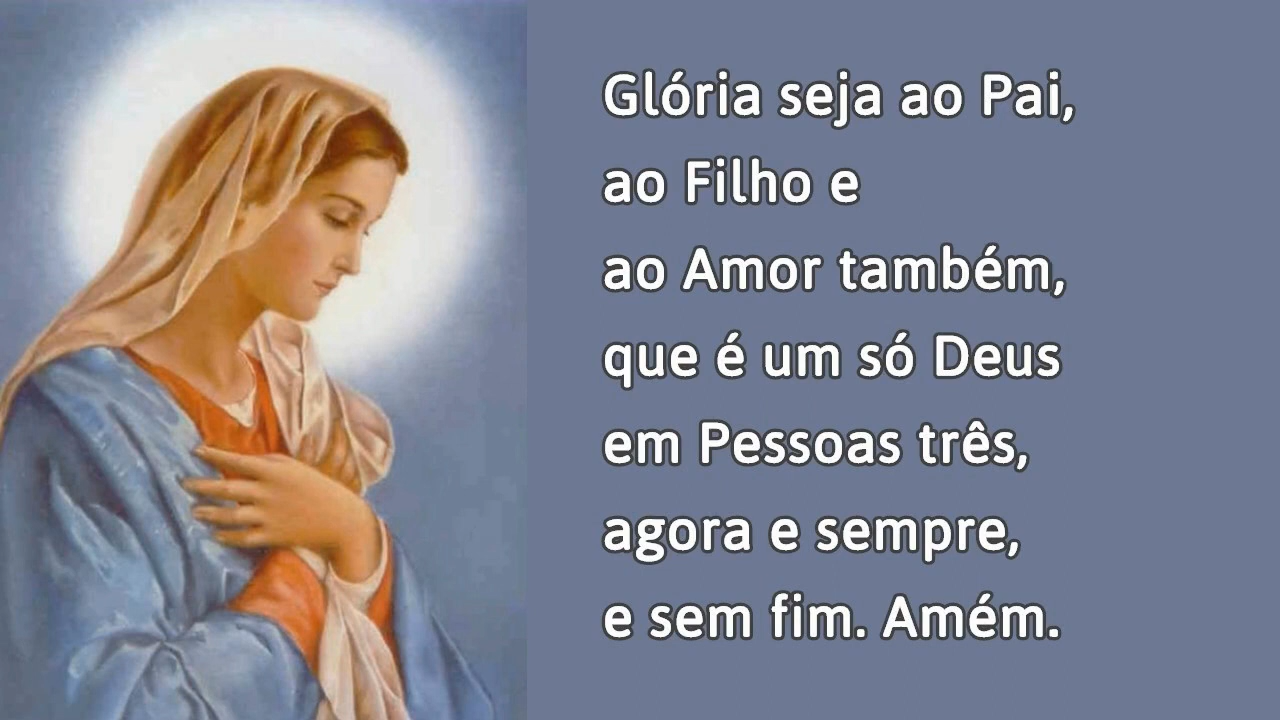 Glória seja ao Pai,
ao Filho e
ao Amor também,
que é um só Deus
em Pessoas três,
agora e sempre,
e sem fim. Amém.